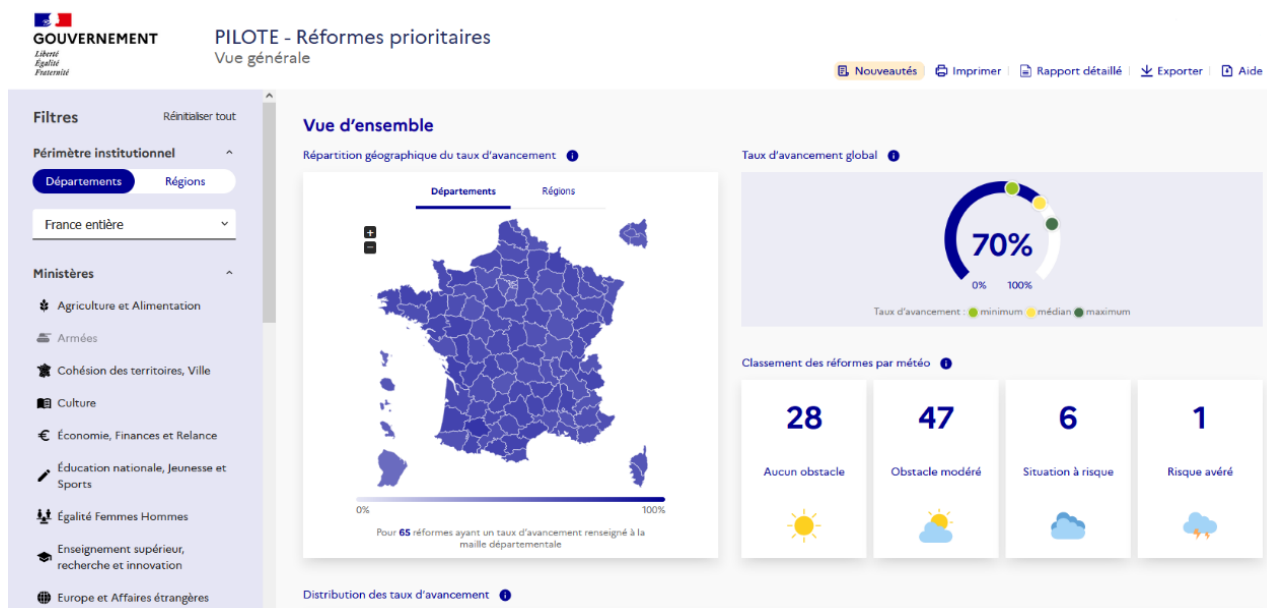 GOUVERNEMENT
Liberté
Égalité
Fraternité
PILOTE - Réformes prioritaires
Vue générale
Nouveautés
Imprimer
Rapport détaillé
Exporter
Aide
Filtres
Réinitialiser tout
Périmètre institutionnel
Départements
Régions
France entière
Ministères
Agriculture et Alimentation
Armées
Cohésion des territoires, Ville
Culture
Économie, Finances et Relance
Éducation nationale, Jeunesse et
Sports
Égalité Femmes Hommes
Enseignement supérieur,
recherche et innovation
Europe et Affaires étrangères
Vue d'ensemble
Répartition géographique du taux d'avancement
Départements
Régions
+
−
0%
100%
Pour 65 réformes ayant un taux d'avancement renseigné à la
maille départementale
Distribution des taux d'avancement
Taux d'avancement global
70%
0%
100%
Taux d'avancement : minimum médian maximum
Classement des réformes par météo
28
Aucun obstacle
47
Obstacle modéré
6
Situation à risque
1
Risque avéré